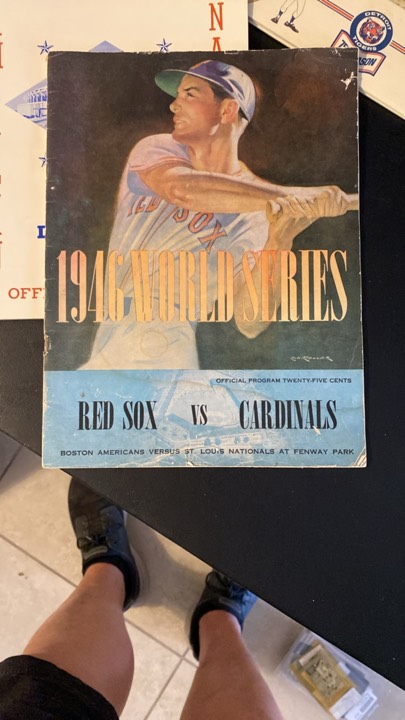 N
A
DETROIT
TIGERS
RED SOX
1946 WORLD SERIES
OFFICIAL PROGRAM TWENTY-FIVE CENTS
RED SOX VS CARDINALS
BOSTON AMERICANS VERSUS ST. LOUIS NATIONALS AT FENWAY PARK
OFF